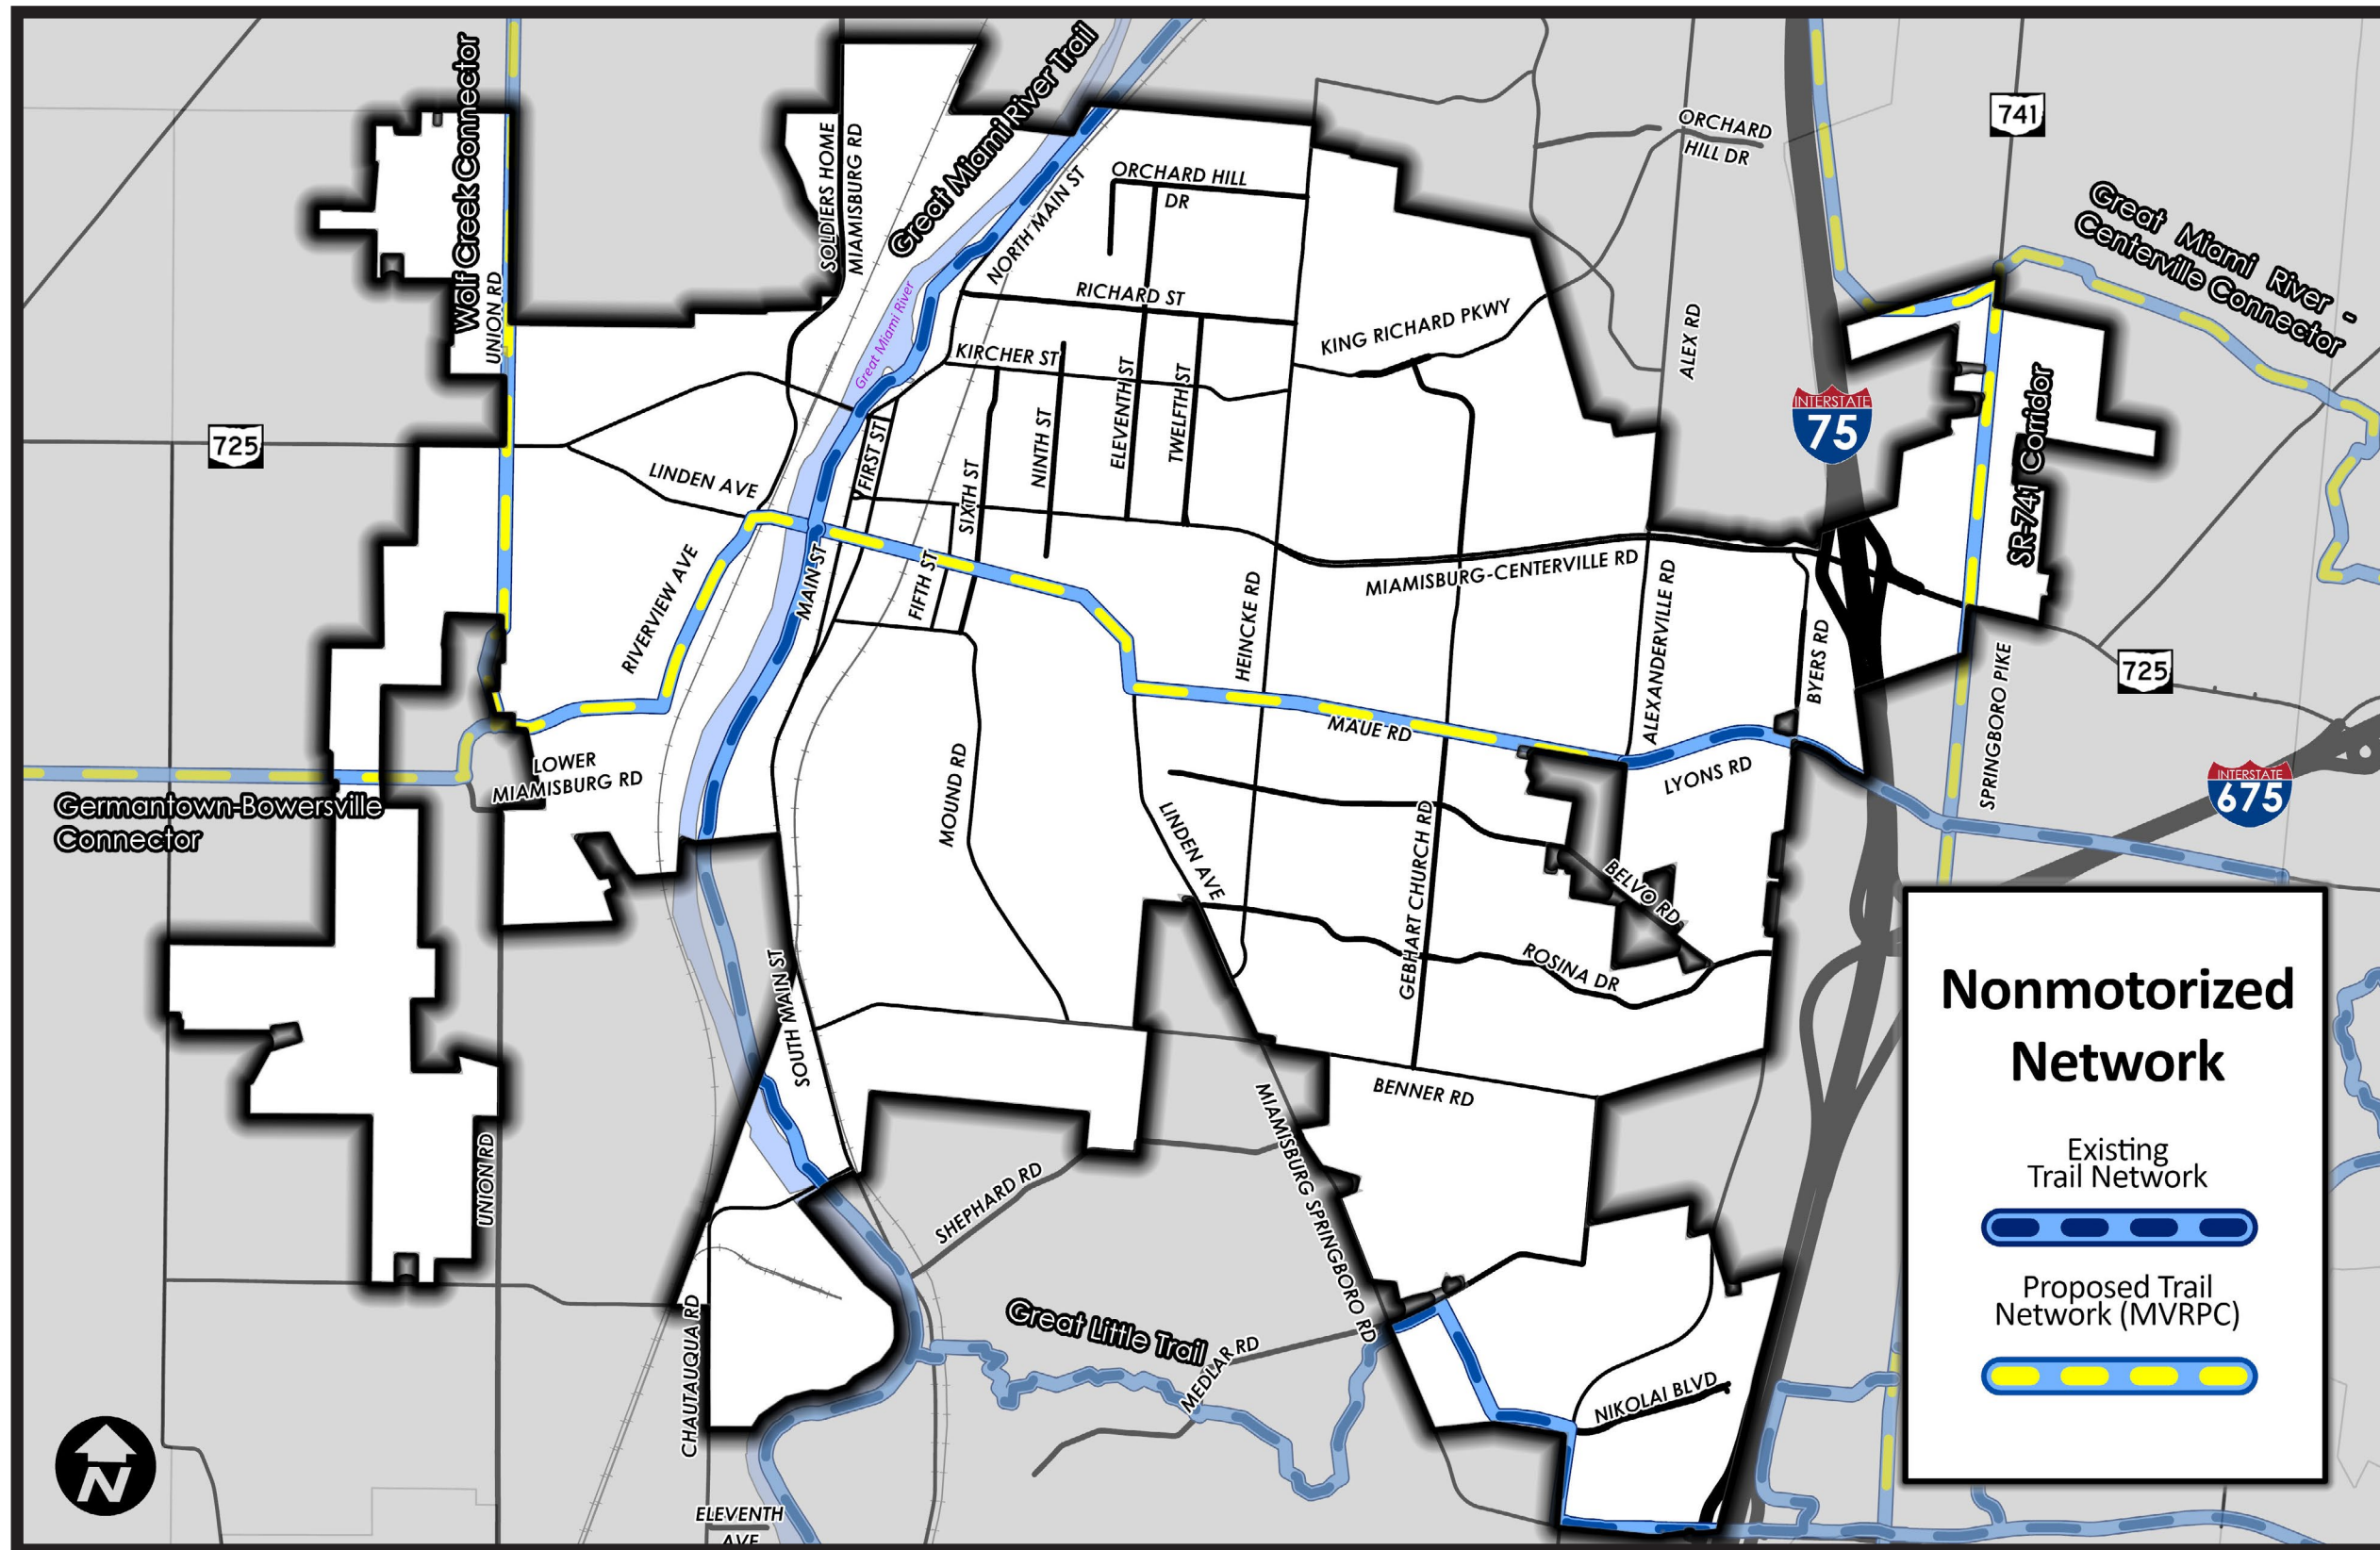 Wolf Creek Connector
UNION RD
SOLDIERS HOME
MIAMISBURG RD
Great Miami River Trail
Great Miami River
NORTH MAIN ST
ORCHARD HILL
DR
ORCHARD
HILL DR
741
Great Miami River -
Centerville Connector
RICHARD ST
KING RICHARD PKWY
ALEX RD
KIRCHER ST
ELEVENTH ST
TWELFTH ST
NINTH ST
SIXTH ST
FIRST ST
INTERSTATE
75
SR-741 Corridor
725
LINDEN AVE
MAIN ST
FIFTH ST
RIVERVIEW AVE
MIAMISBURG-CENTERVILLE RD
HEINCKE RD
ALEXANDERVILLE RD
BYERS RD
SPRINGBORO PIKE
725
MAUE RD
LYONS RD
LOWER
MIAMISBURG RD
Germantown-Bowersville
Connector
MOUND RD
LINDEN AVE
GEBHART CHURCH RD
BELVO RD
INTERSTATE
675
ROSINA DR
SOUTH MAIN ST
BENNER RD
MIAMISBURG SPRINGBORO RD
UNION RD
SHEPHARD RD
CHAUTAUQUA RD
Great Little Trail
MEDLAR RD
NIKOLAI BLVD
ELEVENTH
AVE
N
Nonmotorized
Network
Existing
Trail Network
Proposed Trail
Network (MVRPC)